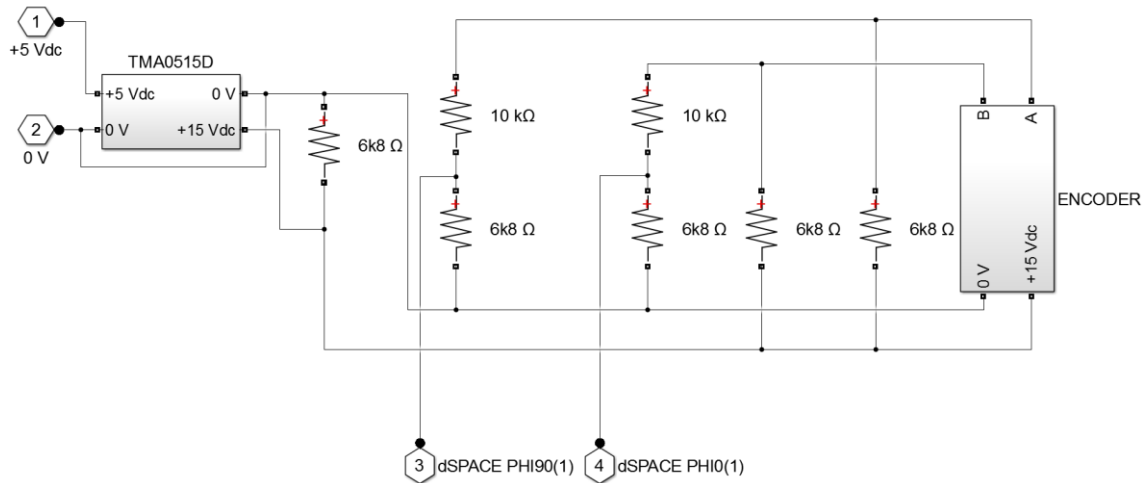 1
+5 Vdc
2
0 V
TMA0515D
+5 Vdc
0 V
0 V
+15 Vdc
6k8 Ω
10 kΩ
6k8 Ω
10 kΩ
6k8 Ω
6k8 Ω
6k8 Ω
B
A
0 V
+15 Vdc
ENCODER
3
dSPACE PHI90(1)
4
dSPACE PHI0(1)